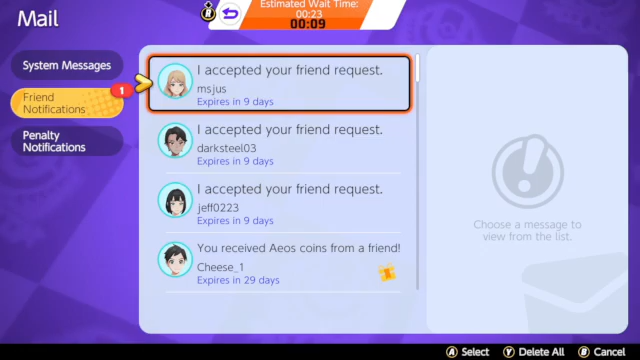 Mail
R
Estimated Wait Time:
00:23
00:09
System Messages
Friend
Notifications
1
Penalty
Notifications
I accepted your friend request.
msjus
Expires in 9 days
I accepted your friend request.
darksteel03
Expires in 9 days
I accepted your friend request.
jeff0223
Expires in 9 days
You received Aeos coins from a friend!
Cheese_1
Expires in 29 days
Choose a message to
view from the list.
A Select Y Delete All B Cancel